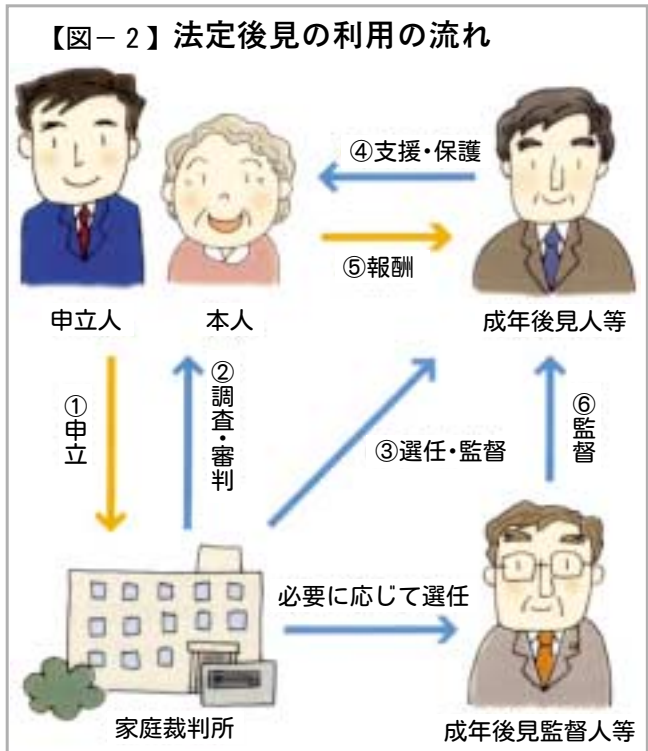 【図－2】法定後見の利用の流れ
④支援・保護
⑤報酬
申立人
本人
成年後見人等
①申立
②調査・審判
③選任・監督
⑥監督
必要に応じて選任
家庭裁判所
成年後見監督人等